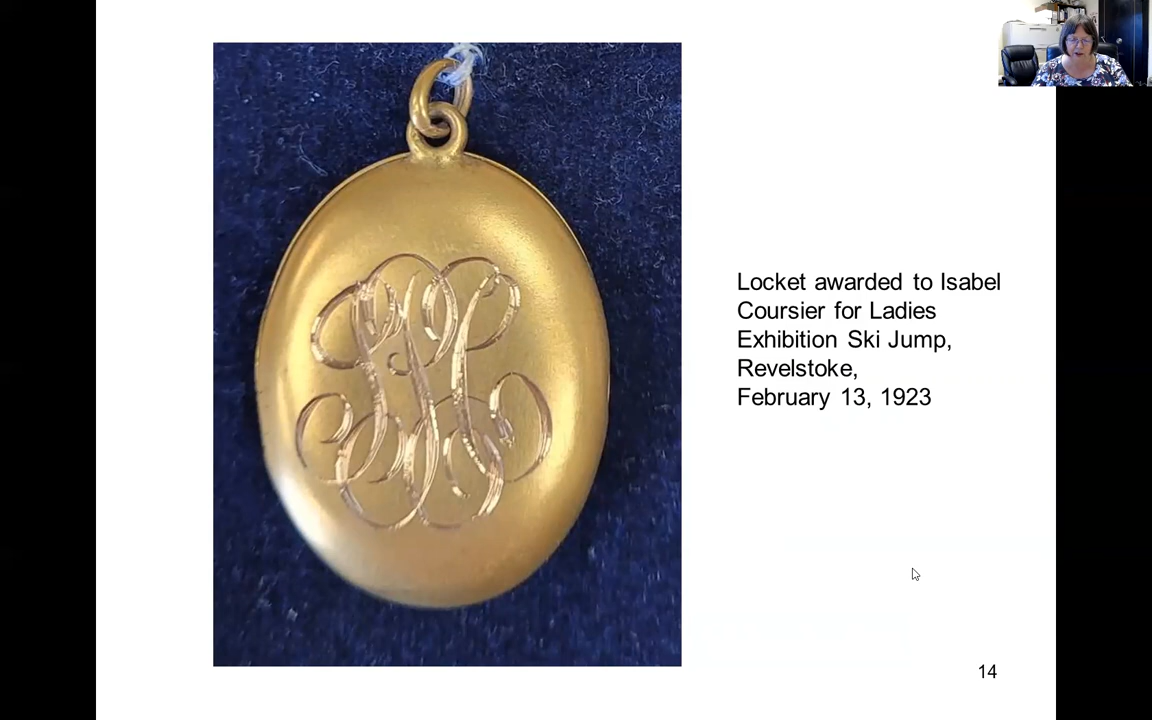 Locket awarded to Isabel
Coursier for Ladies
Exhibition Ski Jump,
Revelstoke,
February 13, 1923
14